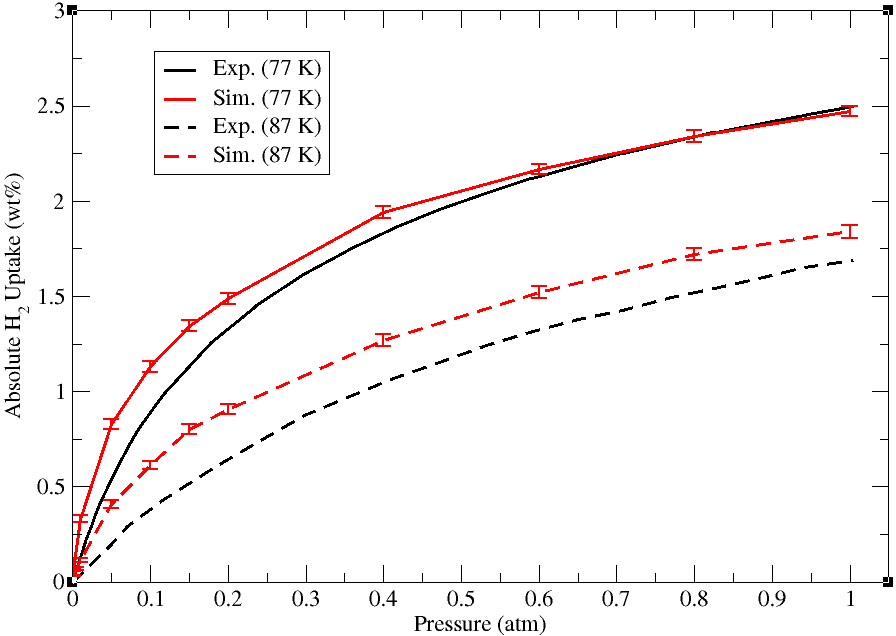 3
2.5
2
1.5
1
0.5
0
Absolute H2 Uptake (wt%)
Exp. (77 K)
Sim. (77 K)
Exp. (87 K)
Sim. (87 K)
0 0.1 0.2 0.3 0.4 0.5 0.6 0.7 0.8 0.9 1
Pressure (atm)